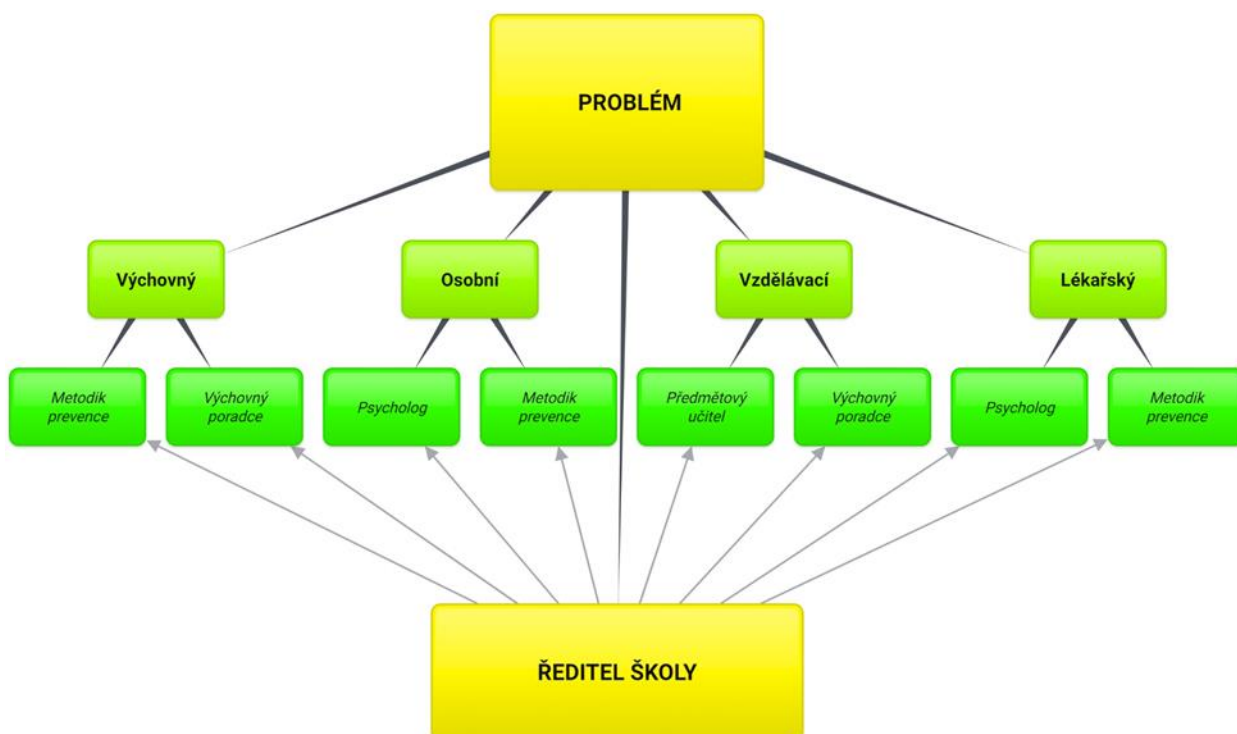 PROBLÉM
Výchovný
Osobní
Vzdělávací
Lékařský
Metodik
prevence
Výchovný
poradce
Psycholog
Metodik
prevence
Předmětový
učitel
Výchovný
poradce
Psycholog
Metodik
prevence
ŘEDITEL ŠKOLY